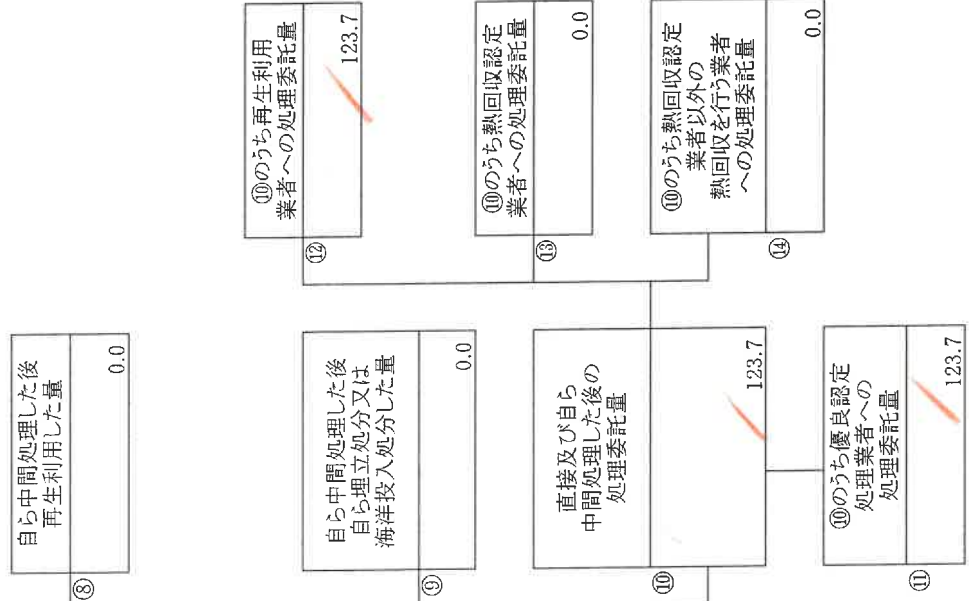 ⑧
自ら中間処理した後
再生利用した量
0.0
⑨
自ら中間処理した後
自ら埋立処分又は
海洋投入処分した量
0.0
⑩
直接及び自ら
中間処理した後の
処理委託量
123.7
⑪
⑩のうち優良認定
処理業者への
処理委託量
123.7
⑫
⑩のうち再生利用
業者への処理委託量
123.7
⑬
⑩のうち熱回収認定
業者への処理委託量
0.0
⑭
⑩のうち熱回収認定
業者以外の
熱回収を行う業者
への処理委託量
0.0